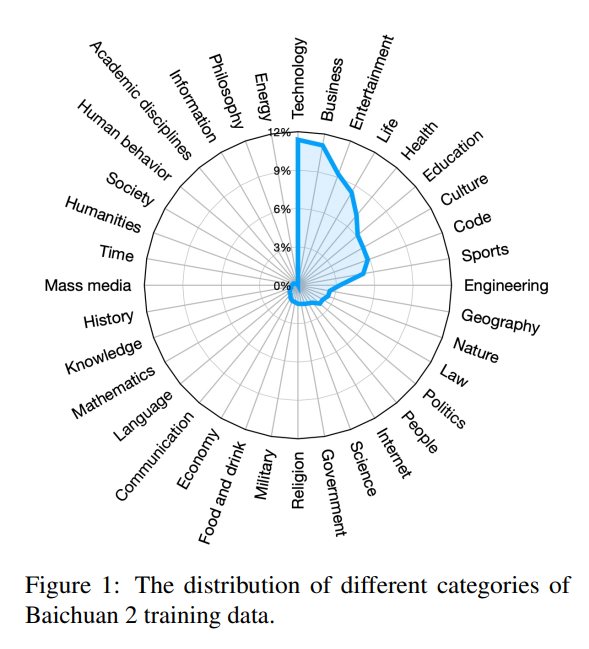 Technology
Business
Entertainment
Life
Health
Education
Culture
Code
Sports
Engineering
Geography
Nature
Law
Politics
People
Internet
Science
Government
Religion
Military
Food and drink
Economy
Communication
Language
Mathematics
Knowledge
History
Mass media
Time
Humanities
Society
Human behavior
Academic disciplines
Information
Philosophy
Energy
12%
9%
6%
3%
0%
Figure 1: The distribution of different categories of
Baichuan 2 training data.